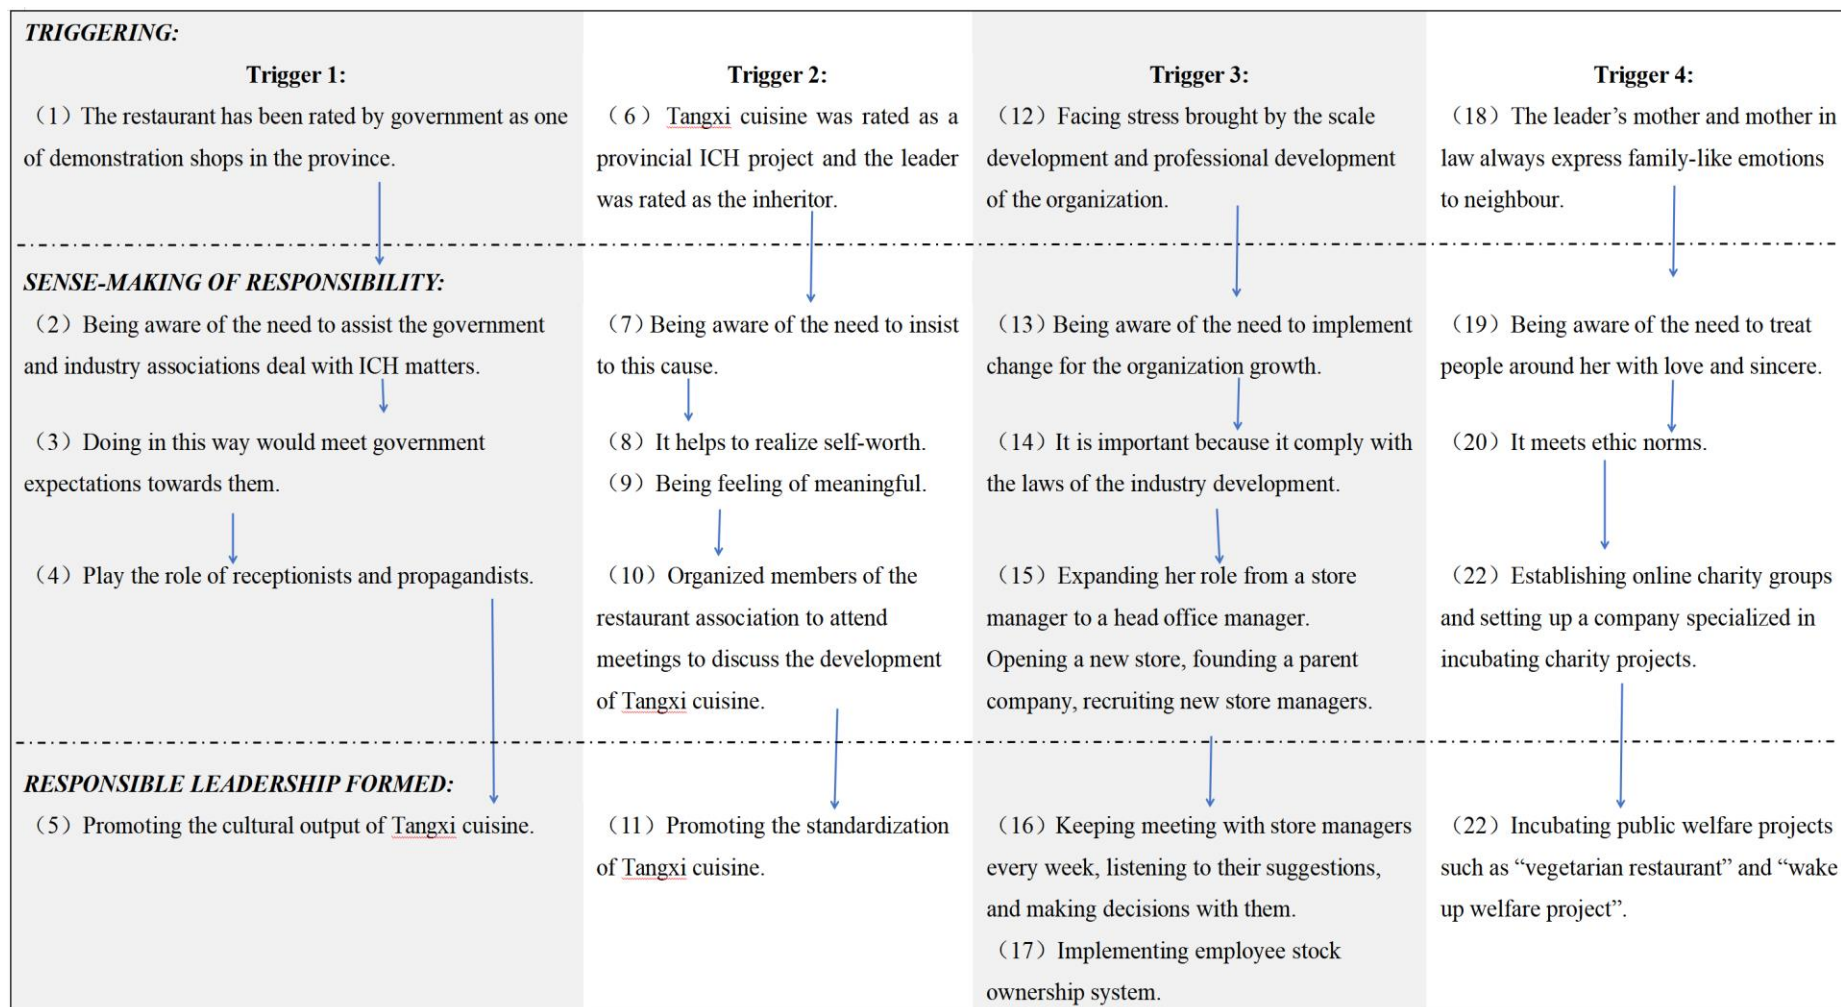 TRIGGERING:
Trigger 1:
（1）The restaurant has been rated by government as one
of demonstration shops in the province.
Trigger 2:
（6） Tangxi cuisine was rated as a
provincial ICH project and the leader
was rated as the inheritor.
Trigger 3:
（12）Facing stress brought by the scale
development and professional development
of the organization.
Trigger 4:
（18）The leader’s mother and mother in
law always express family-like emotions
to neighbour.
SENSE-MAKING OF RESPONSIBILITY:
（2）Being aware of the need to assist the government
and industry associations deal with ICH matters.
（3）Doing in this way would meet government
expectations towards them.
（4）Play the role of receptionists and propagandists.
（7）Being aware of the need to insist
to this cause.
（8）It helps to realize self-worth.
（9）Being feeling of meaningful.
（10）Organized members of the
restaurant association to attend
meetings to discuss the development
of Tangxi cuisine.
（13）Being aware of the need to implement
change for the organization growth.
（14）It is important because it comply with
the laws of the industry development.
（15）Expanding her role from a store
manager to a head office manager.
Opening a new store, founding a parent
company, recruiting new store managers.
（19）Being aware of the need to treat
people around her with love and sincere.
（20）It meets ethic norms.
（22）Establishing online charity groups
and setting up a company specialized in
incubating charity projects.
RESPONSIBLE LEADERSHIP FORMED:
（5）Promoting the cultural output of Tangxi cuisine.
（11）Promoting the standardization
of Tangxi cuisine.
（16）Keeping meeting with store managers
every week, listening to their suggestions,
and making decisions with them.
（17）Implementing employee stock
ownership system.
（22）Incubating public welfare projects
such as “vegetarian restaurant” and “wake
up welfare project”.